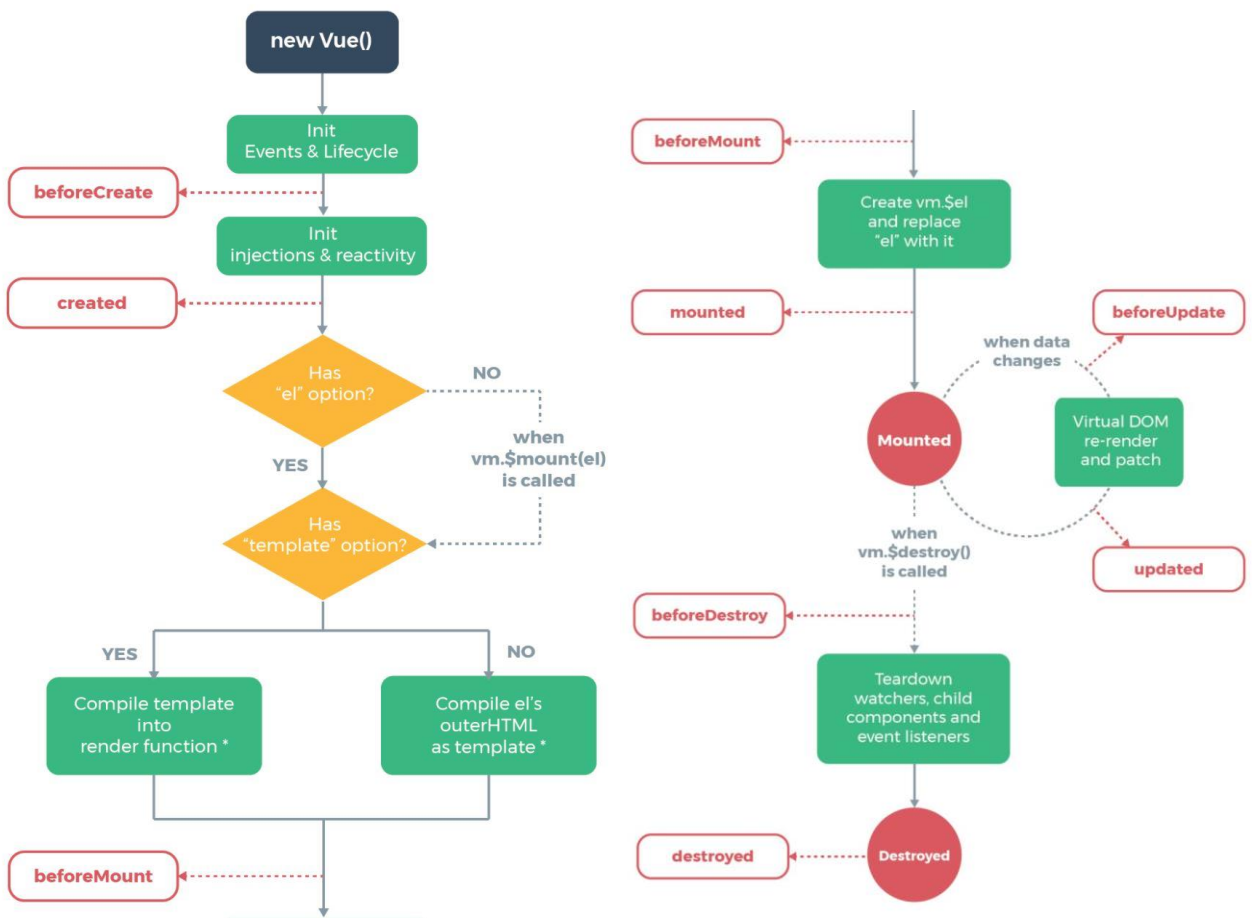 new Vue()
Init
Events & Lifecycle
beforeCreate
Init
injections & reactivity
created
Has
“el” option?
NO
when
vm.$mount(el)
is called
YES
Has
“template” option?
YES
NO
Compile template
into
render function *
Compile el’s
outerHTML
as template *
beforeMount
beforeMount
Create vm.$el
and replace
“el” with it
mounted
beforeUpdate
when data
changes
Mounted
Virtual DOM
re-render
and patch
when
vm.$destroy()
is called
updated
beforeDestroy
Teardown
watchers, child
components and
event listeners
destroyed
Destroyed